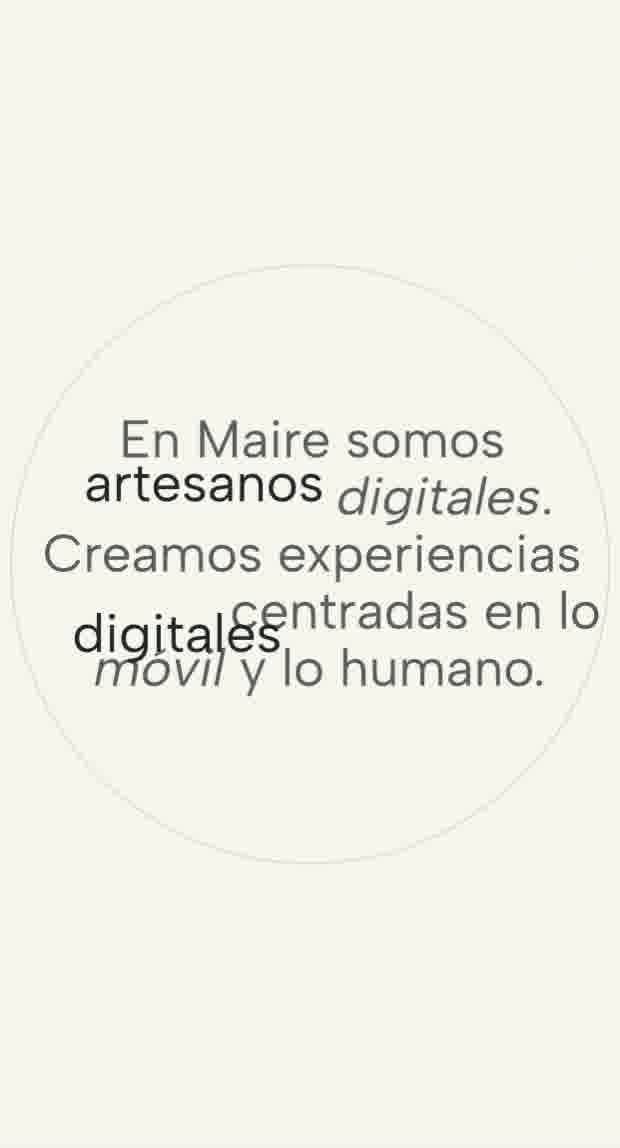 En Maire somos
artesanos digitales.
Creamos experiencias
digitales centradas en lo
móvil y lo humano.